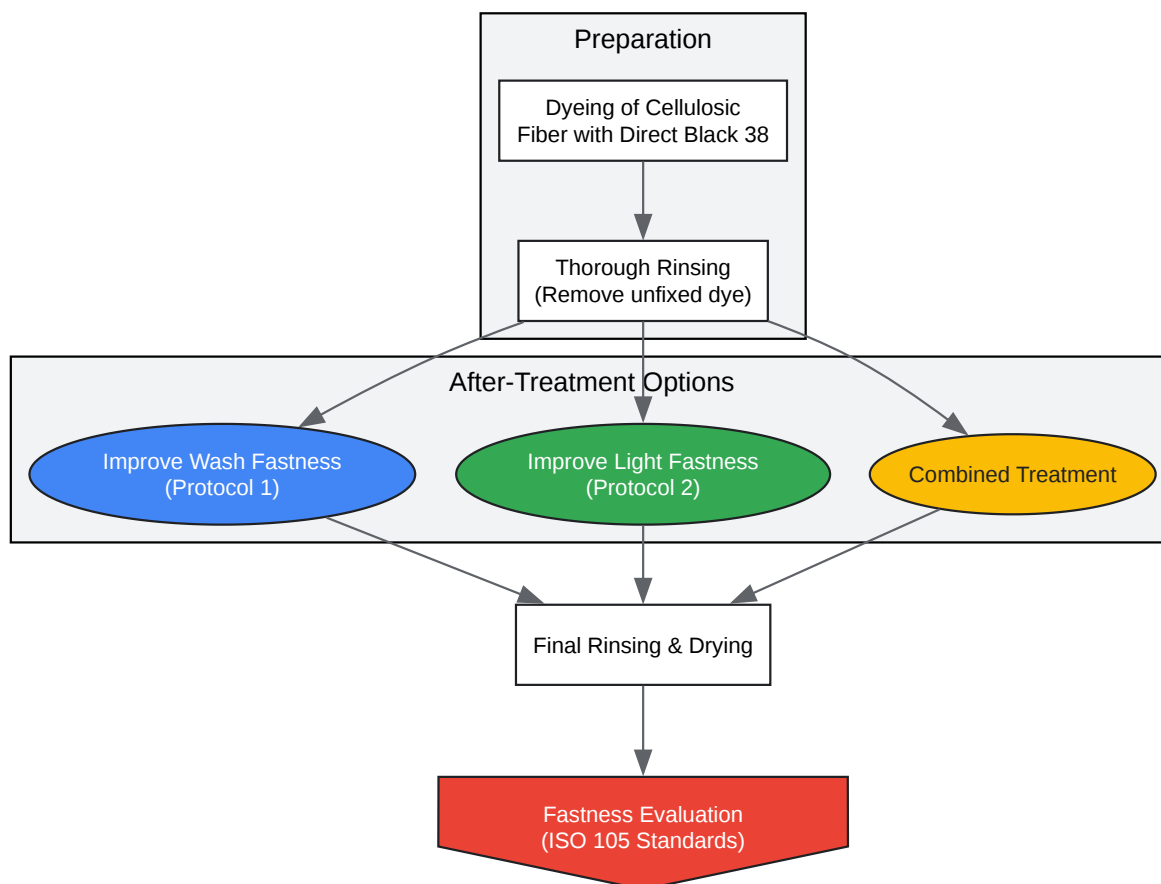 Preparation
Dyeing of Cellulosic
Fiber with Direct Black 38
Thorough Rinsing
(Remove unfixed dye)
After-Treatment Options
Improve Wash Fastness
(Protocol 1)
Improve Light Fastness
(Protocol 2)
Combined Treatment
Final Rinsing & Drying
Fastness Evaluation
(ISO 105 Standards)